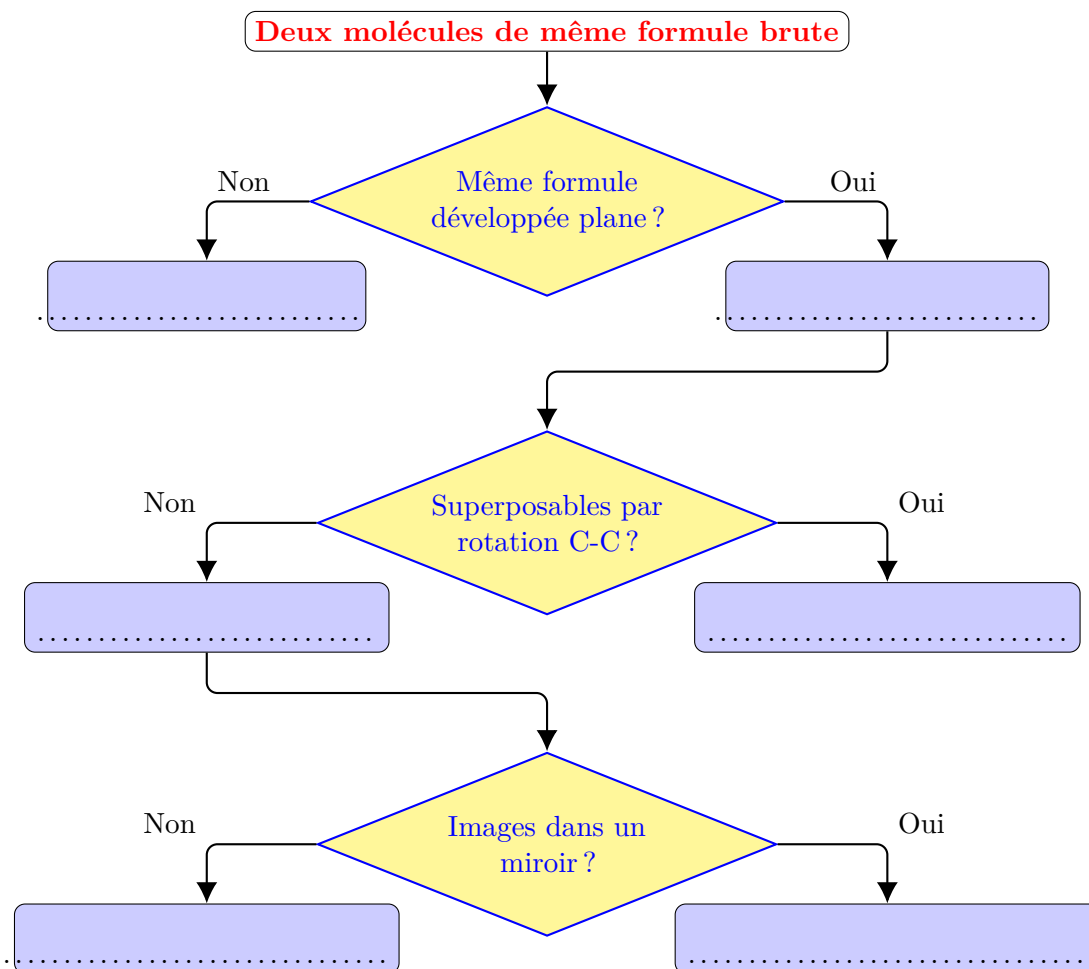 Deux molécules de même formule brute
Non
Même formule
développée plane ?
Oui
..........................
..........................
Non
Superposables par
rotation C-C ?
Oui
............................
..............................
Non
Images dans un
miroir ?
Oui
...............................
...............................